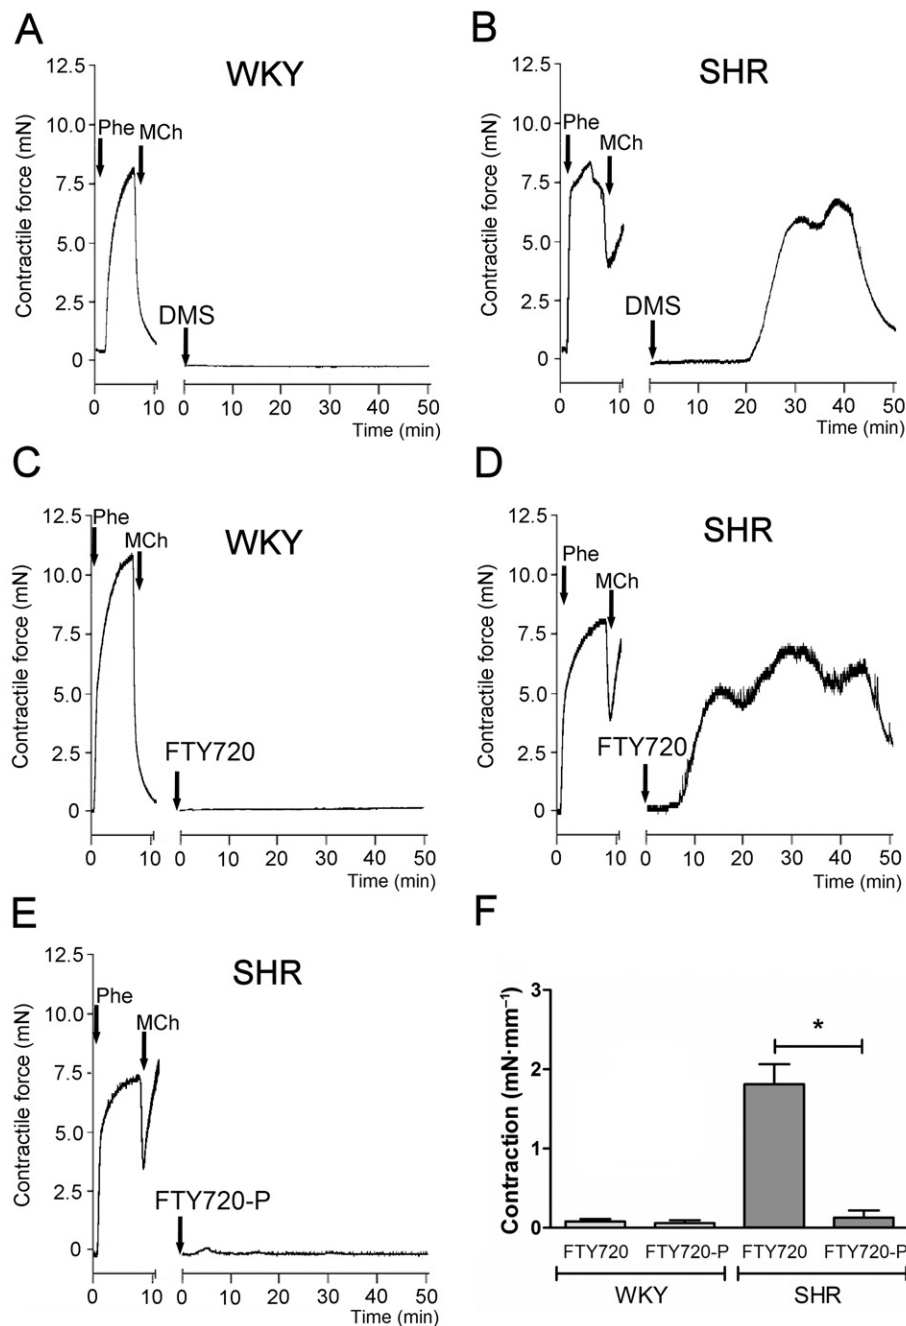 A
WKY
Contractile force (mN)
12.5
10.0
7.5
5.0
2.5
0
Phe
MCh
DMS
0 10 0 10 20 30 40 50
Time (min)
B
SHR
Contractile force (mN)
12.5
10.0
7.5
5.0
2.5
0
Phe
MCh
DMS
0 10 0 10 20 30 40 50
Time (min)
C
WKY
Contractile force (mN)
12.5
10.0
7.5
5.0
2.5
0
Phe
MCh
FTY720
0 10 0 10 20 30 40 50
Time (min)
D
SHR
Contractile force (mN)
12.5
10.0
7.5
5.0
2.5
0
Phe
MCh
FTY720
0 10 0 10 20 30 40 50
Time (min)
E
SHR
Contractile force (mN)
12.5
10.0
7.5
5.0
2.5
0
Phe
MCh
FTY720-P
0 10 0 10 20 30 40 50
Time (min)
F
Contraction (mN·mm⁻¹)
3
2
1
0
*
FTY720 FTY720-P FTY720 FTY720-P
WKY SHR